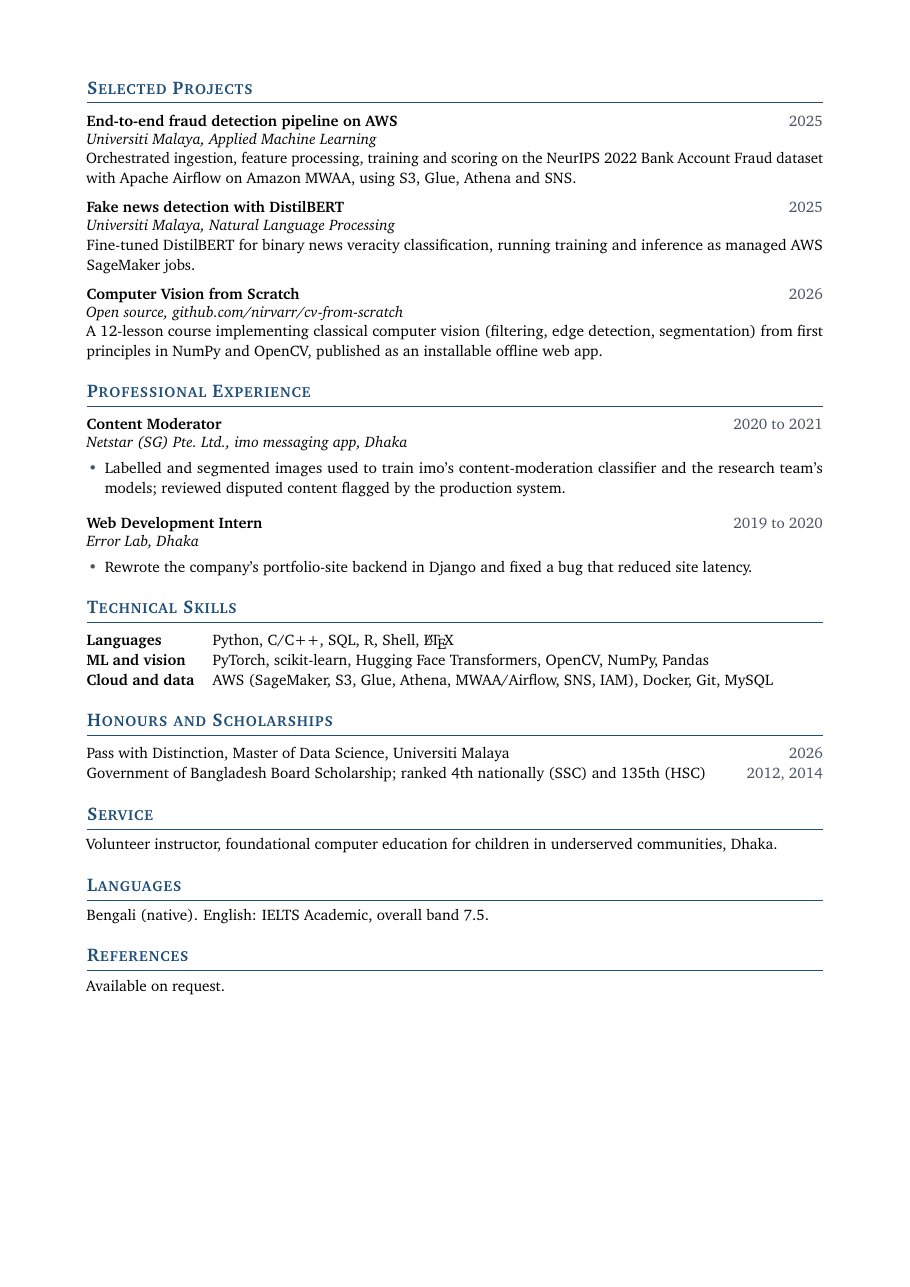 Selected Projects
End-to-end fraud detection pipeline on AWS 2025
Universiti Malaya, Applied Machine Learning
Orchestrated ingestion, feature processing, training and scoring on the NeurIPS 2022 Bank Account Fraud dataset
with Apache Airflow on Amazon MWAA, using S3, Glue, Athena and SNS.
Fake news detection with DistilBERT 2025
Universiti Malaya, Natural Language Processing
Fine-tuned DistilBERT for binary news veracity classification, running training and inference as managed AWS
SageMaker jobs.
Computer Vision from Scratch 2026
Open source, github.com/nirvarr/cv-from-scratch
A 12-lesson course implementing classical computer vision (filtering, edge detection, segmentation) from first
principles in NumPy and OpenCV, published as an installable offline web app.
Professional Experience
Content Moderator 2020 to 2021
Netstar (SG) Pte. Ltd., imo messaging app, Dhaka
• Labelled and segmented images used to train imo’s content-moderation classifier and the research team’s
models; reviewed disputed content flagged by the production system.
Web Development Intern 2019 to 2020
Error Lab, Dhaka
• Rewrote the company’s portfolio-site backend in Django and fixed a bug that reduced site latency.
Technical Skills
Languages Python, C/C++, SQL, R, Shell, LATEX
ML and vision PyTorch, scikit-learn, Hugging Face Transformers, OpenCV, NumPy, Pandas
Cloud and data AWS (SageMaker, S3, Glue, Athena, MWAA/Airflow, SNS, IAM), Docker, Git, MySQL
Honours and Scholarships
Pass with Distinction, Master of Data Science, Universiti Malaya 2026
Government of Bangladesh Board Scholarship; ranked 4th nationally (SSC) and 135th (HSC) 2012, 2014
Service
Volunteer instructor, foundational computer education for children in underserved communities, Dhaka.
Languages
Bengali (native). English: IELTS Academic, overall band 7.5.
References
Available on request.